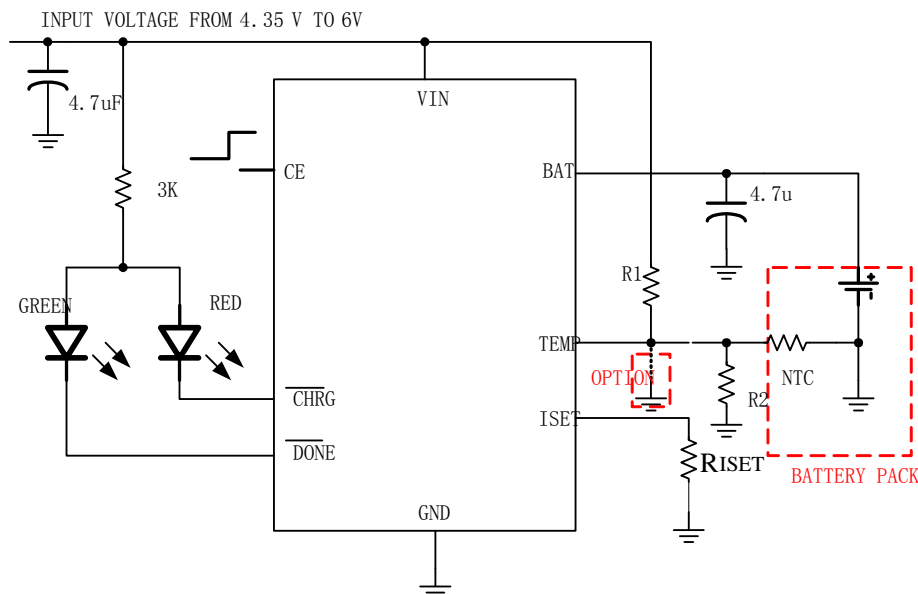 INPUT VOLTAGE FROM 4.35 V TO 6V
4.7uF
VIN
CE
3K
BAT
4.7u
R1
GREEN
RED
TEMP
OPTION
NTC
R2
CHRG
ISET
DONE
RISET
BATTERY PACK
GND